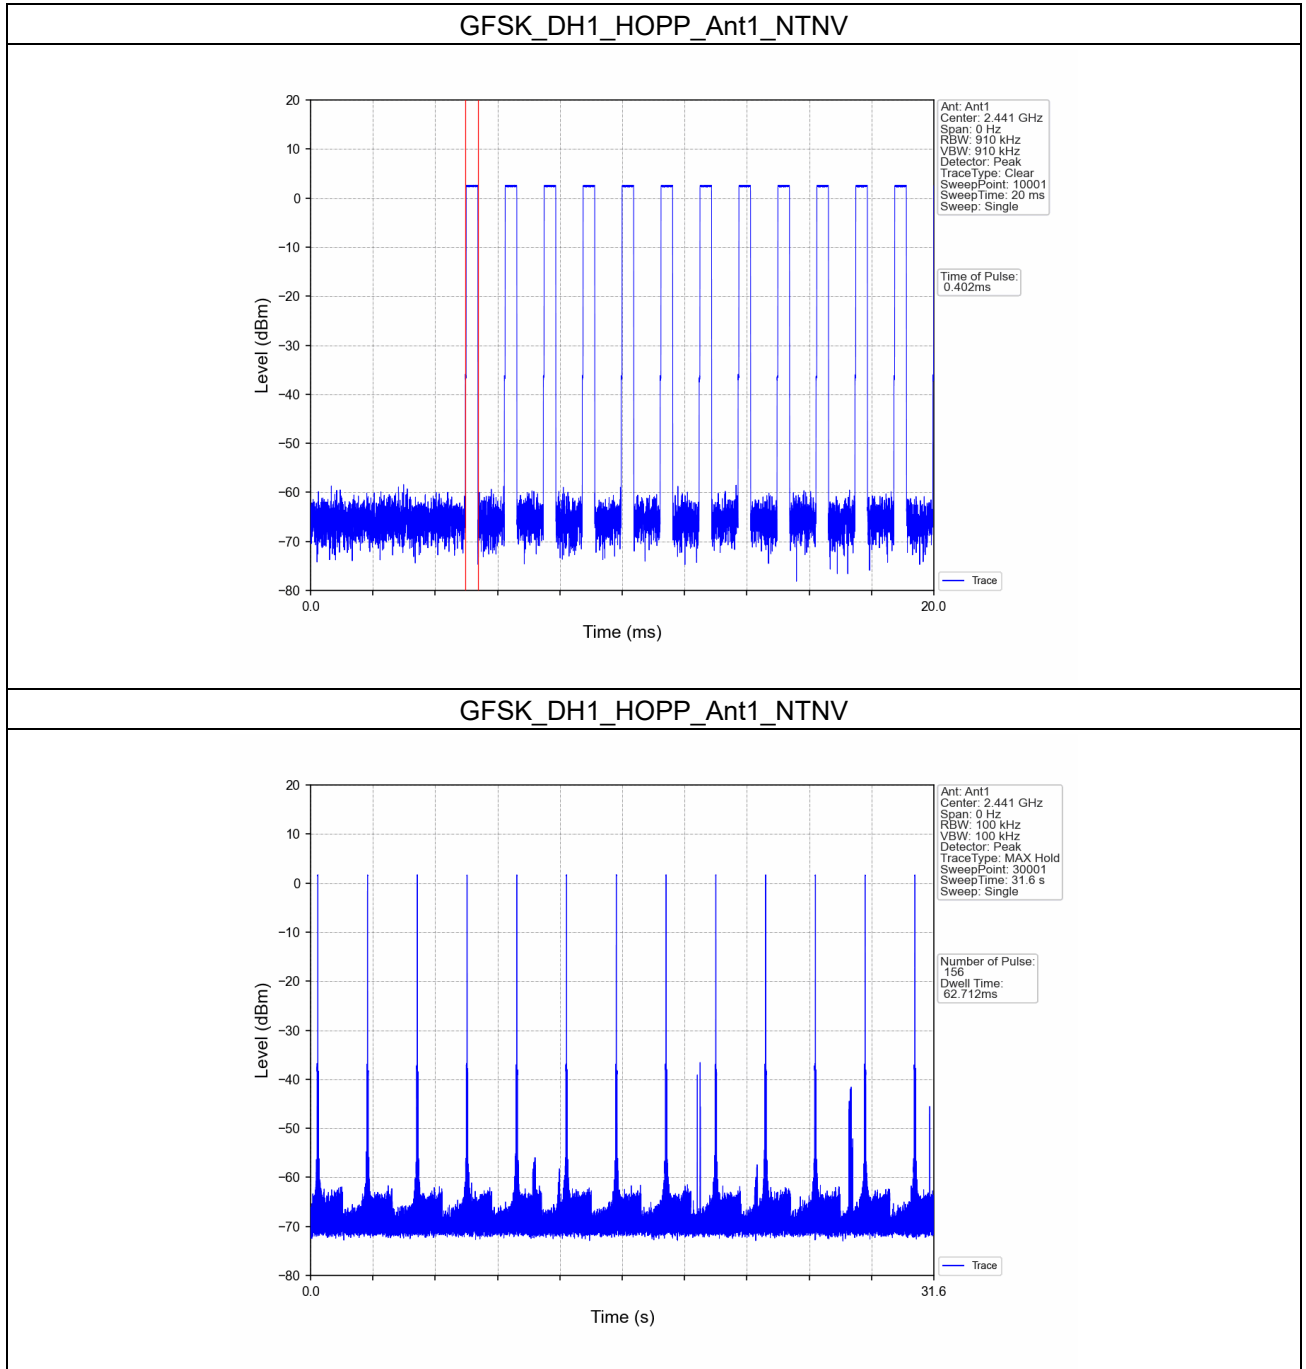 GFSK_DH1_HOPP_Ant1_NTNV
20
10
0
−10
−20
−30
−40
−50
−60
−70
−80
Level (dBm)
0.0
20.0
Time (ms)
Ant: Ant1
Center: 2.441 GHz
Span: 0 Hz
RBW: 910 kHz
VBW: 910 kHz
Detector: Peak
TraceType: Clear
SweepPoint: 10001
SweepTime: 20 ms
Sweep: Single
Time of Pulse:
0.402ms
Trace
GFSK_DH1_HOPP_Ant1_NTNV
20
10
0
−10
−20
−30
−40
−50
−60
−70
−80
Level (dBm)
0.0
31.6
Time (s)
Ant: Ant1
Center: 2.441 GHz
Span: 0 Hz
RBW: 100 kHz
VBW: 100 kHz
Detector: Peak
TraceType: MAX Hold
SweepPoint: 30001
SweepTime: 31.6 s
Sweep: Single
Number of Pulse:
156
Dwell Time:
62.712ms
Trace